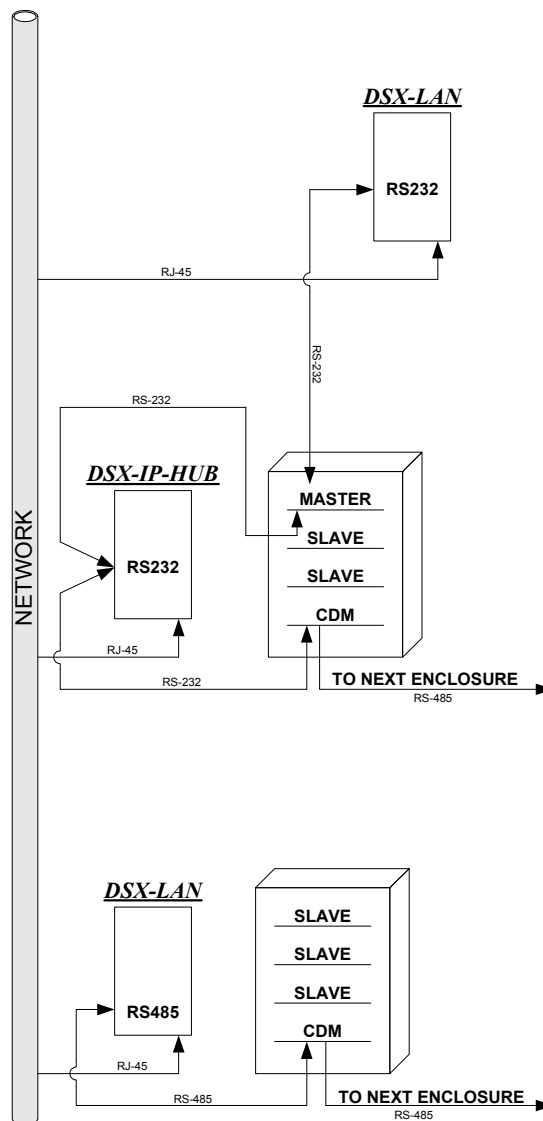 DSX-LAN
RS232
RJ-45
RS-232
RS-232
DSX-IP-HUB
RS232
MASTER
SLAVE
SLAVE
CDM
NETWORK
RJ-45
RS-232
TO NEXT ENCLOSURE
RS-485
DSX-LAN
RS485
SLAVE
SLAVE
SLAVE
CDM
RJ-45
RS-485
TO NEXT ENCLOSURE
RS-485